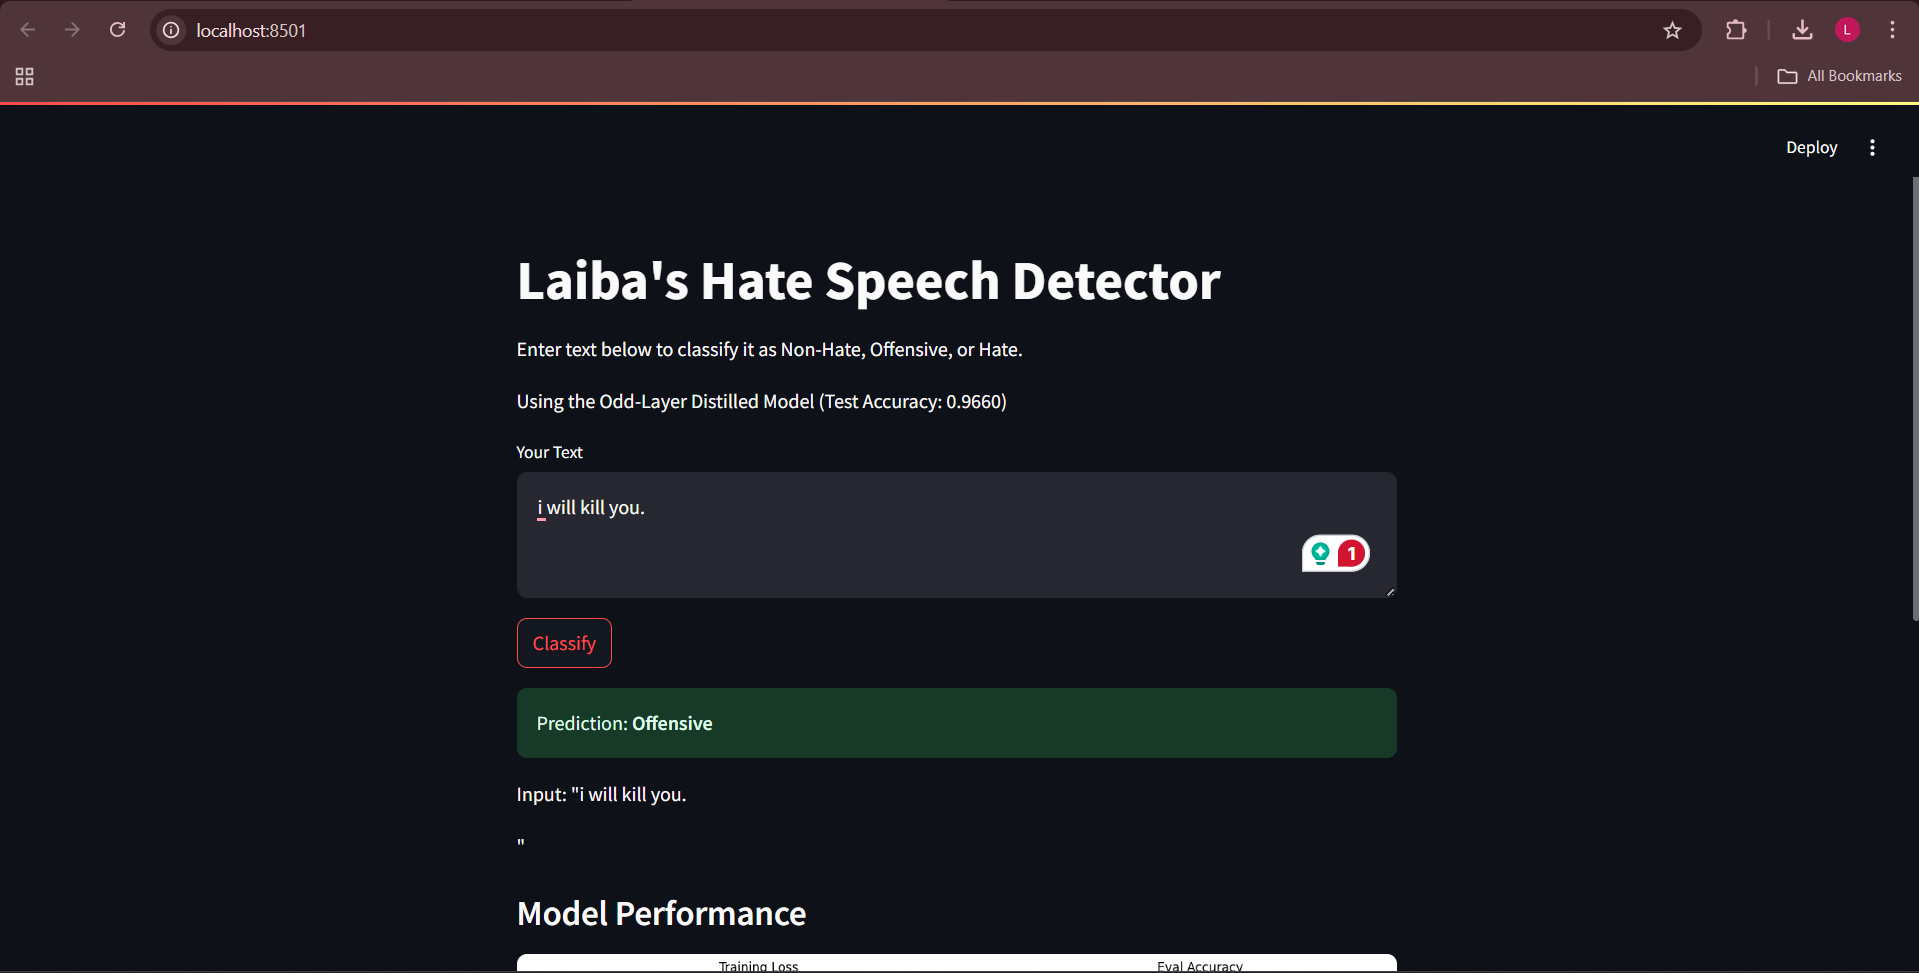 localhost:8501
L
All Bookmarks
Deploy
Laiba's Hate Speech Detector
Enter text below to classify it as Non-Hate, Offensive, or Hate.
Using the Odd-Layer Distilled Model (Test Accuracy: 0.9660)
Your Text
i will kill you.
1
Classify
Prediction: Offensive
Input: "i will kill you.
"
Model Performance
Training Loss
Eval Accuracy